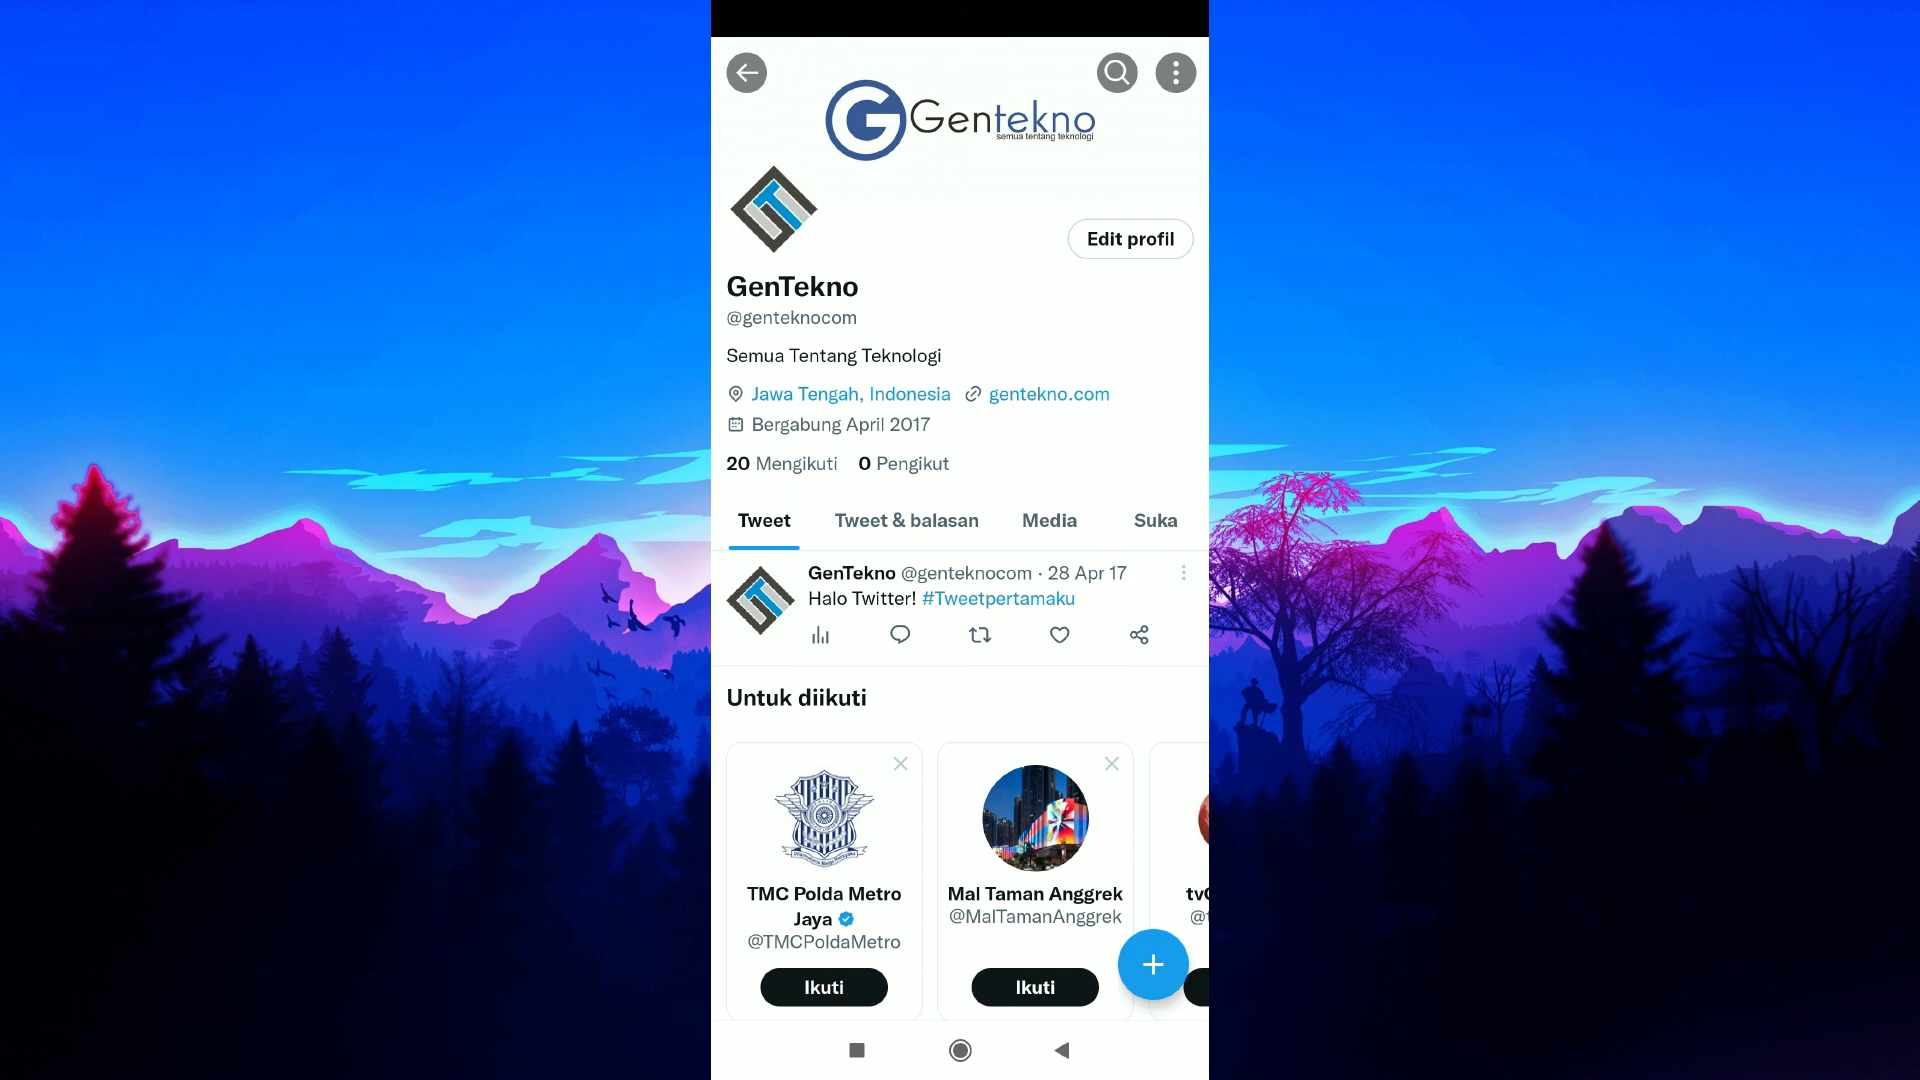 Gentekno
semua tentang teknologi
Edit profil
GenTekno
@genteknocom
Semua Tentang Teknologi
Jawa Tengah, Indonesia gentekno.com
Bergabung April 2017
20 Mengikuti 0 Pengikut
Tweet Tweet & balasan Media Suka
GenTekno @genteknocom · 28 Apr 17
Halo Twitter! #Tweetpertamaku
Untuk diikuti
TMC Polda Metro
Jaya
@TMCPoldaMetro
Ikuti
Mal Taman Anggrek
@MalTamanAnggrek
Ikuti